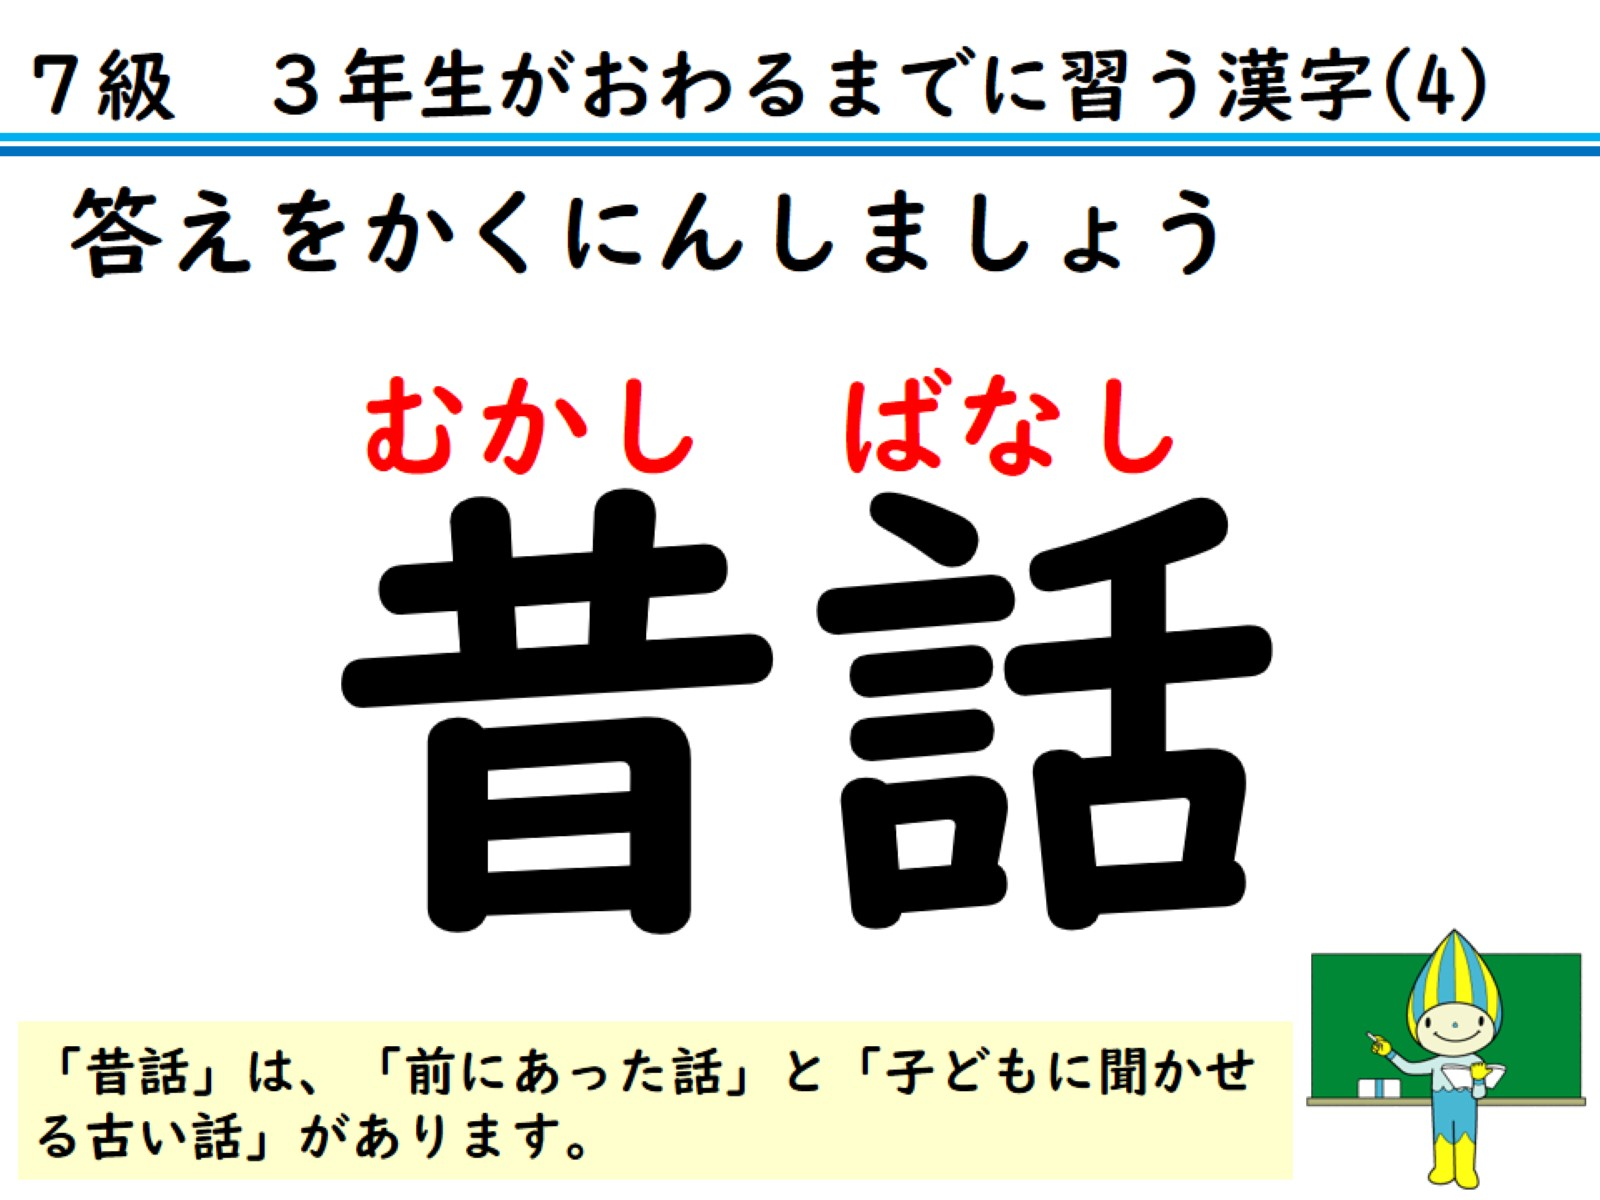 ７級　３年生がおわるまでに習う漢字(4)
答えをかくにんしましょう
むかし　ばなし
昔話
「昔話」は、「前にあった話」と「子どもに聞かせ
る古い話」があります。